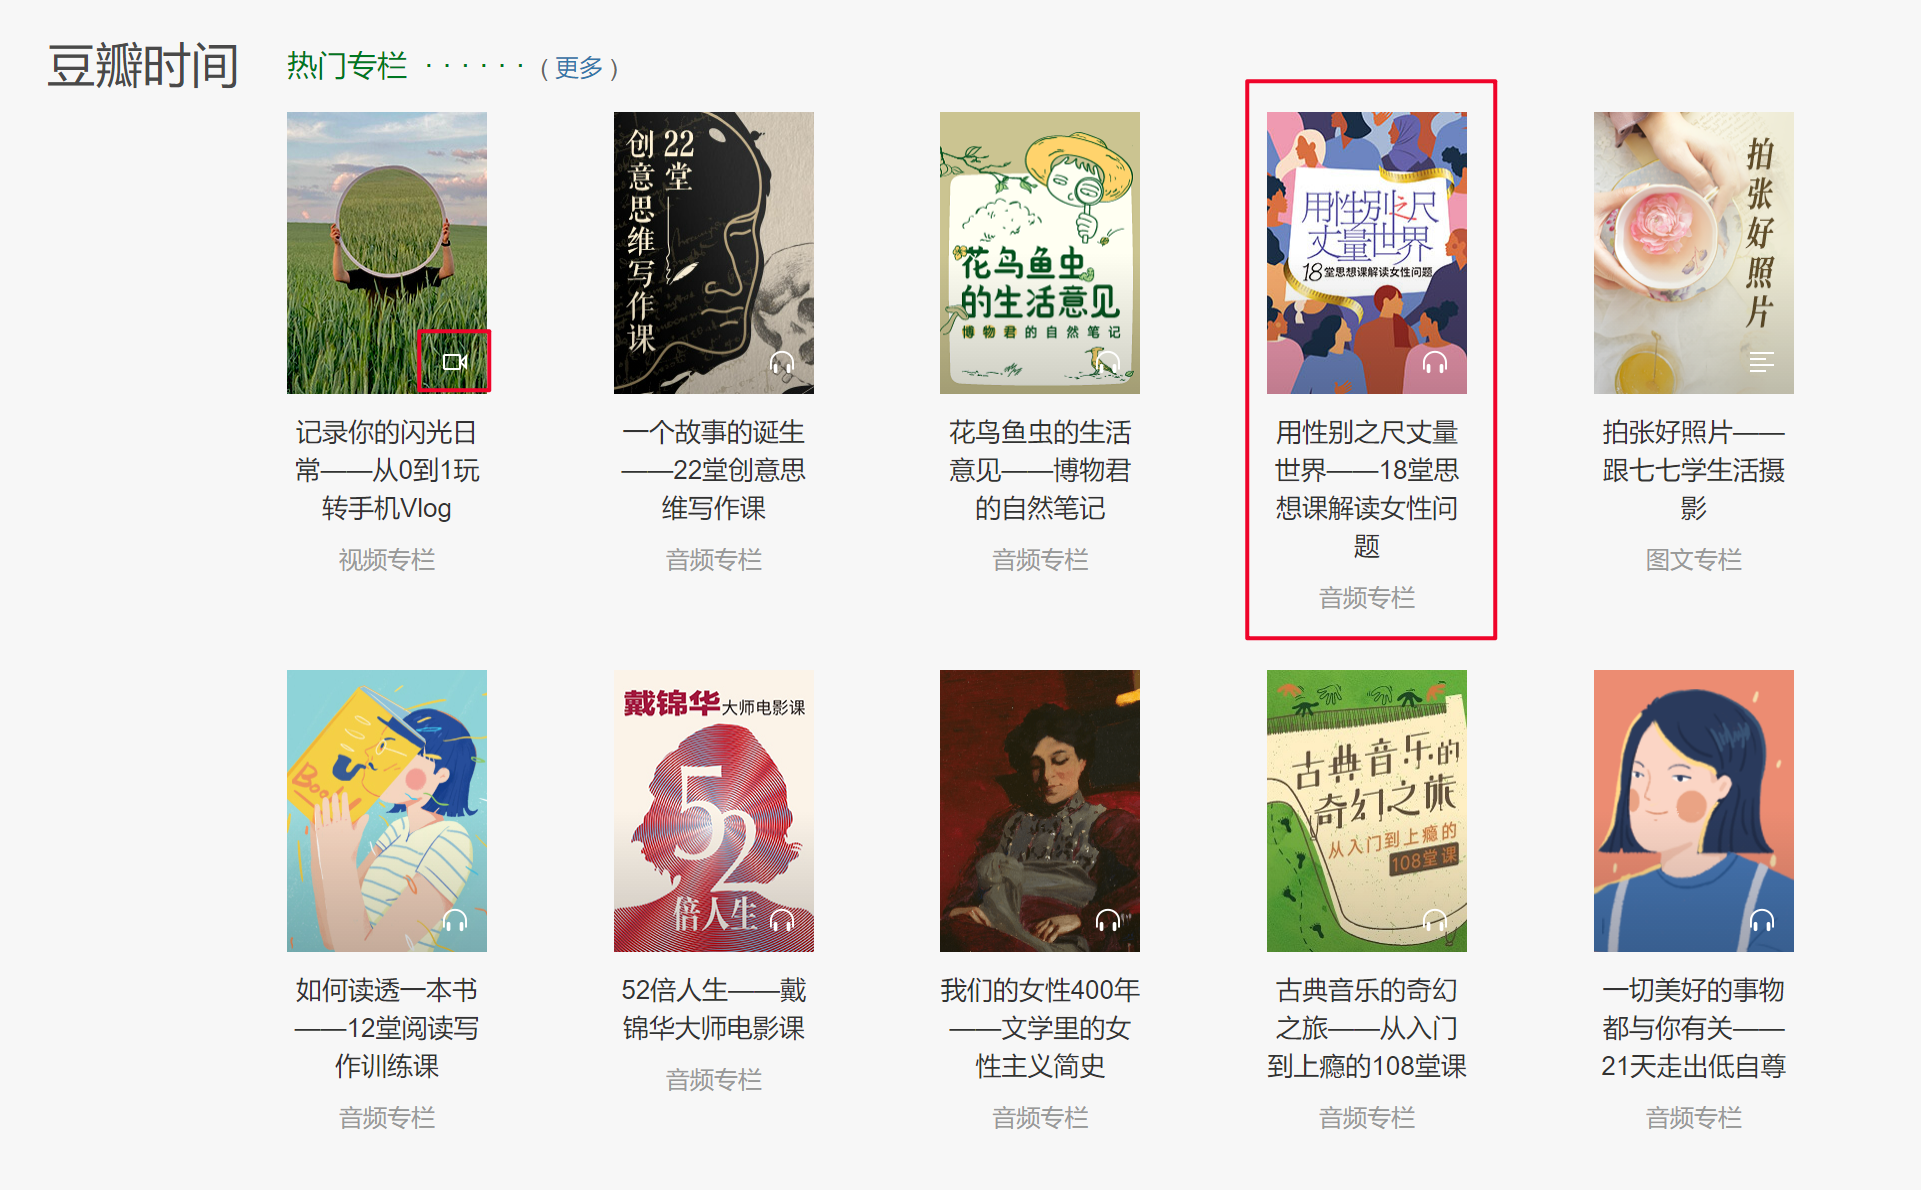 豆瓣时间
热门专栏 · · · · · · ( 更多 )
22堂
创意思维写作课
花鸟鱼虫
的生活意见
博物君的自然笔记
用性别之尺
丈量世界
18堂思想课解读女性问题
拍张好照片
记录你的闪光日
常——从0到1玩
转手机Vlog
视频专栏
一个故事的诞生
——22堂创意思
维写作课
音频专栏
花鸟鱼虫的生活
意见——博物君
的自然笔记
音频专栏
用性别之尺丈量
世界——18堂思
想课解读女性问
题
音频专栏
拍张好照片——
跟七七学生活摄
影
图文专栏
Book!
戴锦华大师电影课
52
倍人生
古典音乐的
奇幻之旅
从入门到上瘾的
108堂课
如何读透一本书
——12堂阅读写
作训练课
音频专栏
52倍人生——戴
锦华大师电影课
音频专栏
我们的女性400年
——文学里的女
性主义简史
音频专栏
古典音乐的奇幻
之旅——从入门
到上瘾的108堂课
音频专栏
一切美好的事物
都与你有关——
21天走出低自尊
音频专栏